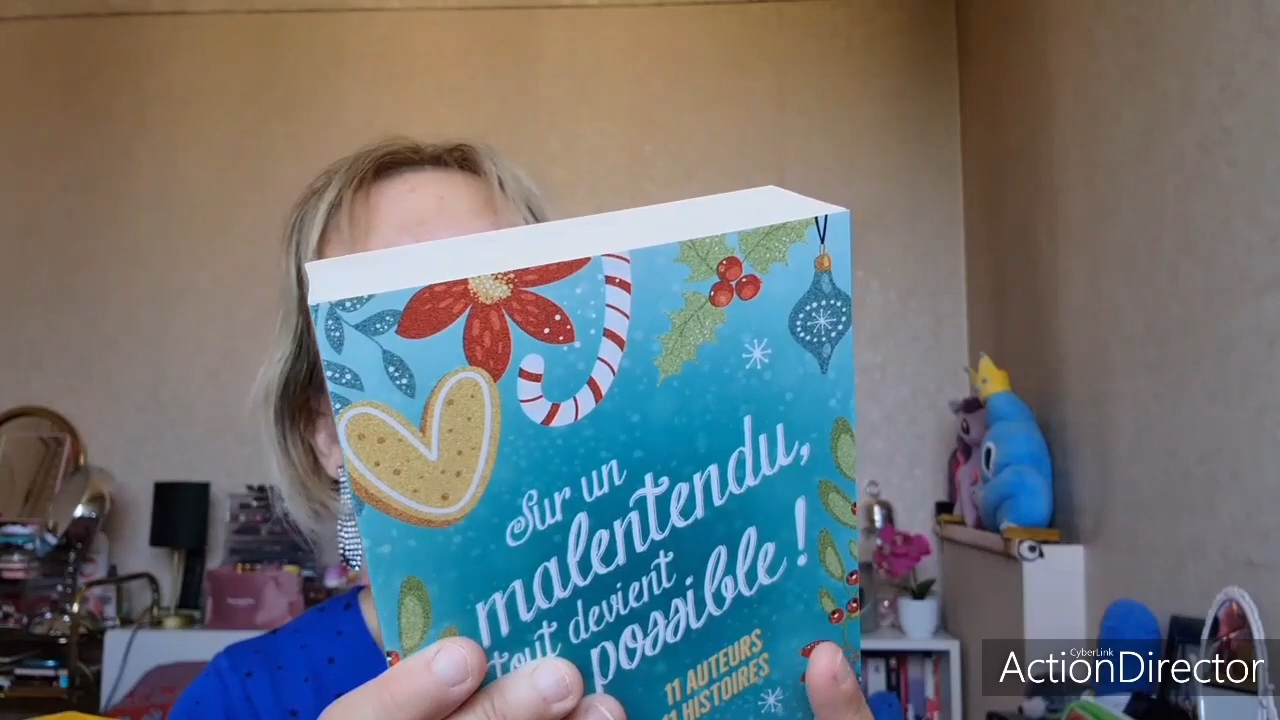 Sur un
malentendu,
tout devient
possible !
11 AUTEURS
11 HISTOIRES
CyberLink
ActionDirector